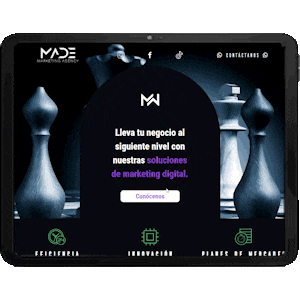 MADE
MARKETING AGENCY
CONTÁCTANOS
Lleva tu negocio al
siguiente nivel con
nuestras soluciones
de marketing digital.
Conócenos
EFICIENCIA
INNOVACIÓN
PLANES DE MERCADEO